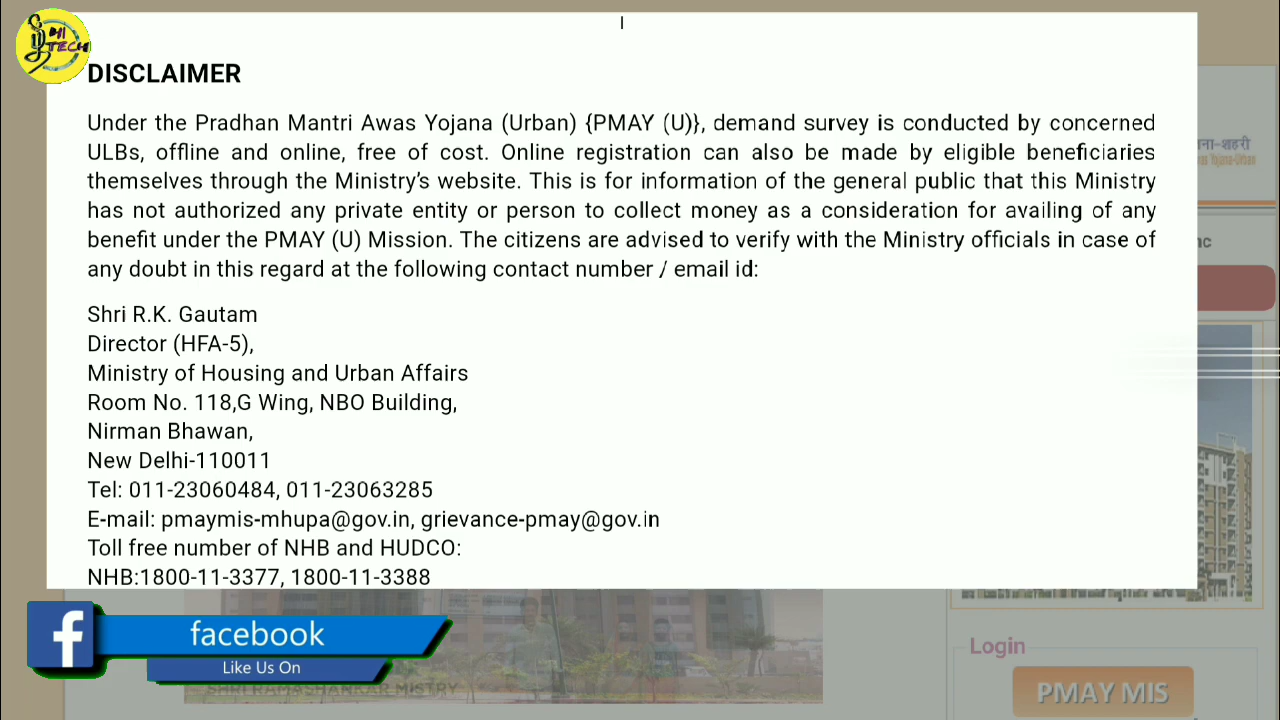 TECH
DISCLAIMER
Under the Pradhan Mantri Awas Yojana (Urban) {PMAY (U)}, demand survey is conducted by concerned
ULBs, offline and online, free of cost. Online registration can also be made by eligible beneficiaries
themselves through the Ministry's website. This is for information of the general public that this Ministry
has not authorized any private entity or person to collect money as a consideration for availing of any
benefit under the PMAY (U) Mission. The citizens are advised to verify with the Ministry officials in case of
any doubt in this regard at the following contact number / email id:
Shri R.K. Gautam
Director (HFA-5),
Ministry of Housing and Urban Affairs
Room No. 118,G Wing, NBO Building,
Nirman Bhawan,
New Delhi-110011
Tel: 011-23060484, 011-23063285
E-mail: pmaymis-mhupa@gov.in, grievance-pmay@gov.in
Toll free number of NHB and HUDCO:
NHB:1800-11-3377, 1800-11-3388
facebook
Like Us On
SHRI RAMASHANKAR MISTRY
Login
PMAY MIS